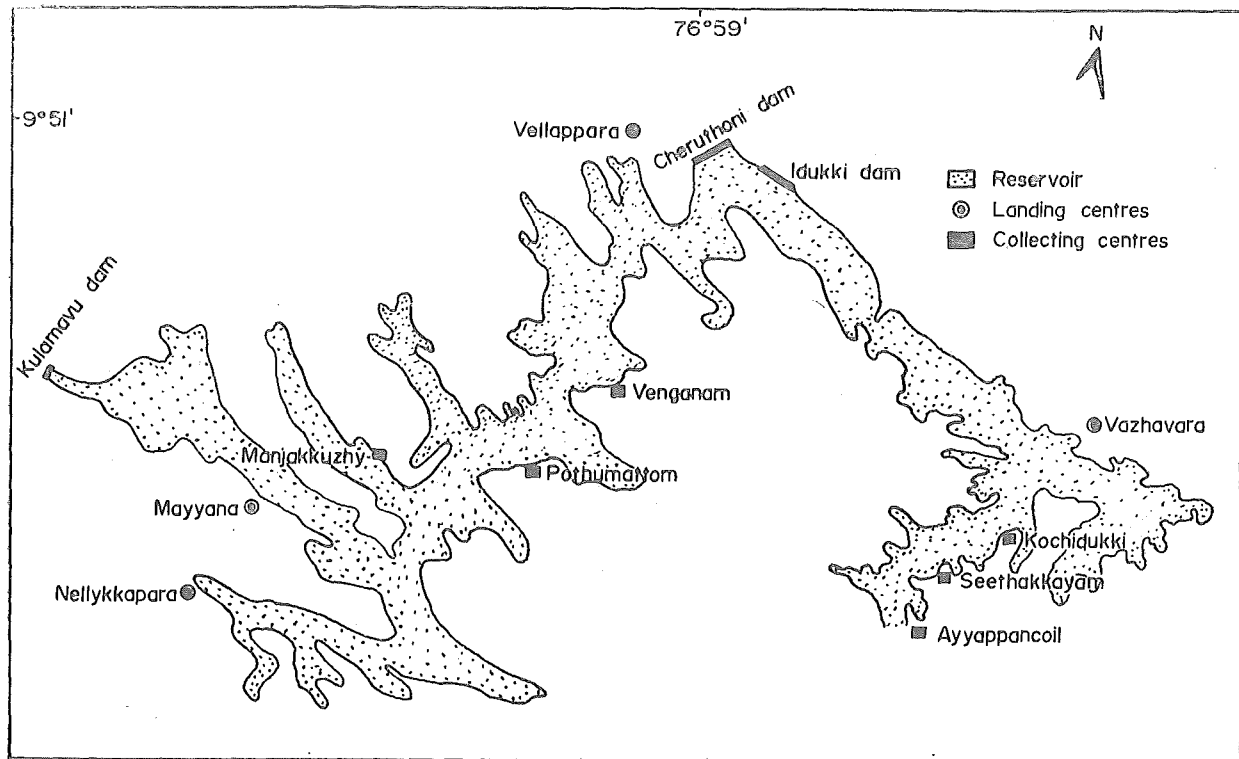 76°59'
N
9°51'
Vellappara
Cheruthoni dam
Idukki dam
Reservoir
Landing centres
Collecting centres
Kulamavu dam
Venganam
Vazhavara
Manjakkuzhy
Pothumattom
Mayyana
Kochidukki
Nellykkapara
Seethakkayam
Ayyappancoil